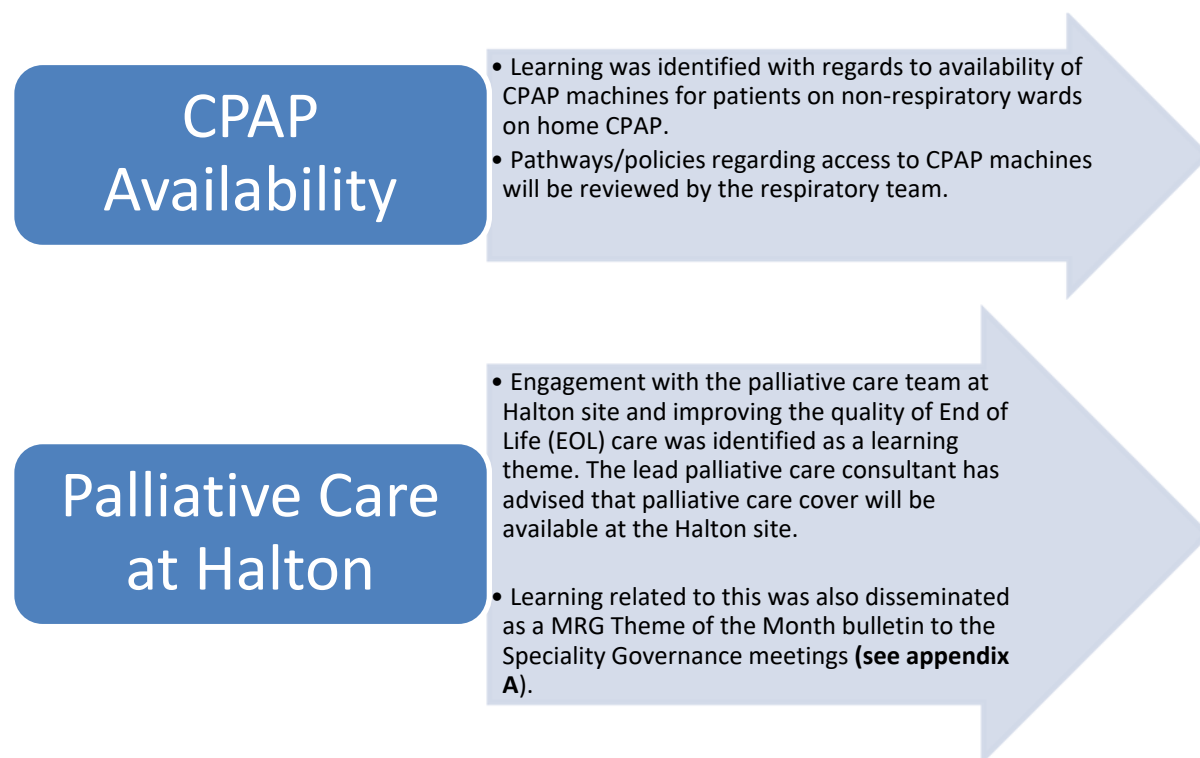 CPAP
Availability
• Learning was identified with regards to availability of
CPAP machines for patients on non-respiratory wards
on home CPAP.
• Pathways/policies regarding access to CPAP machines
will be reviewed by the respiratory team.
Palliative Care
at Halton
• Engagement with the palliative care team at
Halton site and improving the quality of End of
Life (EOL) care was identified as a learning
theme. The lead palliative care consultant has
advised that palliative care cover will be
available at the Halton site.
• Learning related to this was also disseminated
as a MRG Theme of the Month bulletin to the
Speciality Governance meetings (see appendix
A).